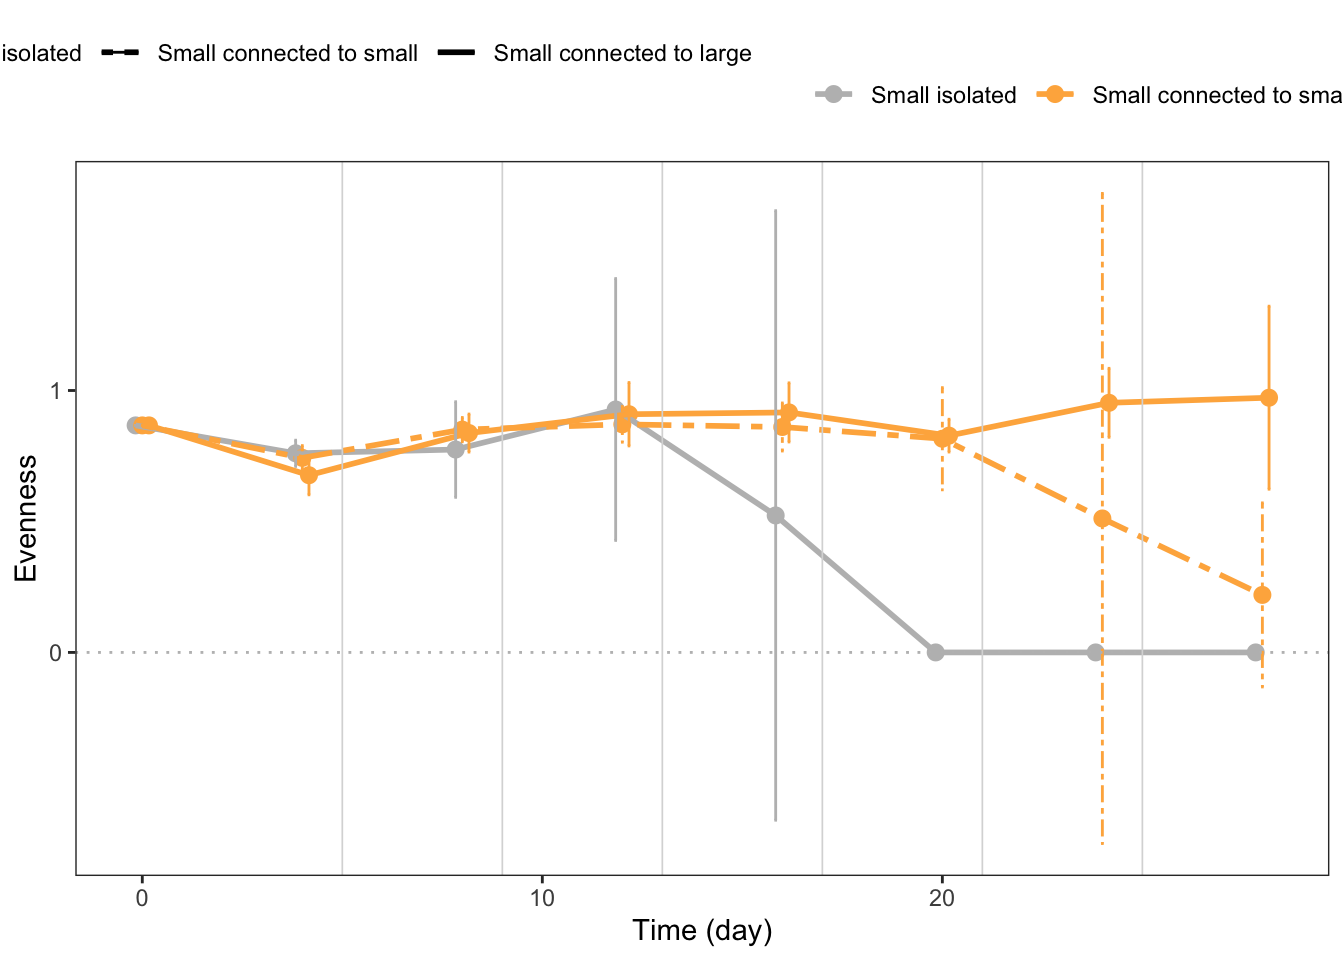 isolated Small connected to small Small connected to large
Small isolated Small connected to sma
1
0
Evenness
0 10 20
Time (day)